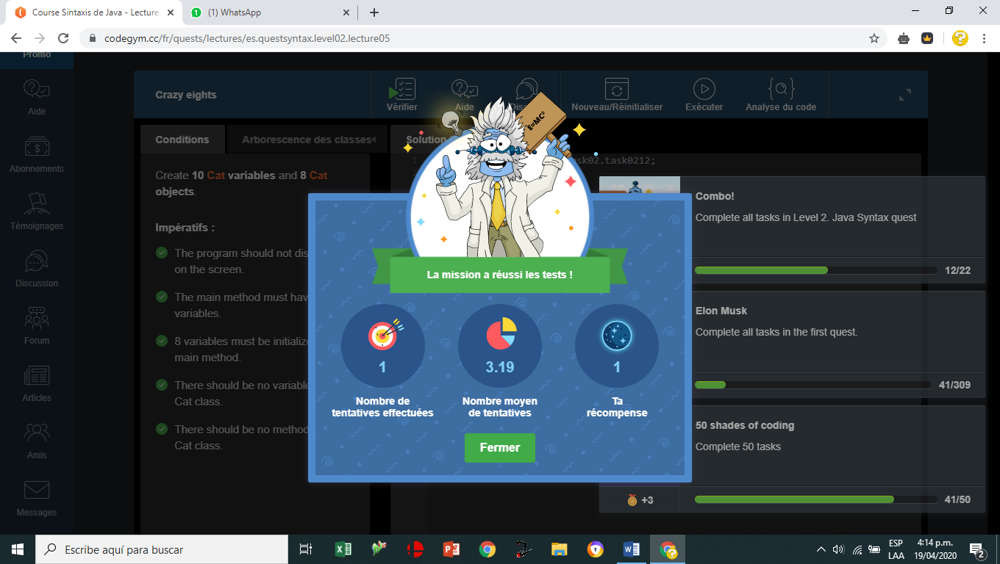 Course Sintaxis de Java - Lecture
(1) WhatsApp
codegym.cc/fr/quests/lectures/es.questsyntax.level02.lecture05
Promo
Aide
Abonnements
Témoignages
Discussion
Forum
Articles
Amis
Messages
Crazy eights
Vérifier
Aide
Nouveau/Réinitialiser
Exécuter
Analyse du code
Conditions
Arborescence des classes
Solution
1
sk02.task0212;
Create 10 Cat variables and 8 Cat
objects.
Impératifs :
The program should not dis
on the screen.
The main method must hav
variables.
8 variables must be initialize
main method.
There should be no variable
Cat class.
There should be no method
Cat class.
E=MC²
La mission a réussi les tests !
1
Nombre de
tentatives effectuées
3.19
Nombre moyen
de tentatives
1
Ta
récompense
Fermer
Combo!
Complete all tasks in Level 2. Java Syntax quest
12/22
Elon Musk
Complete all tasks in the first quest.
41/309
50 shades of coding
Complete 50 tasks
+3
41/50
Escribe aquí para buscar
ESP
LAA
4:14 p.m.
19/04/2020
2